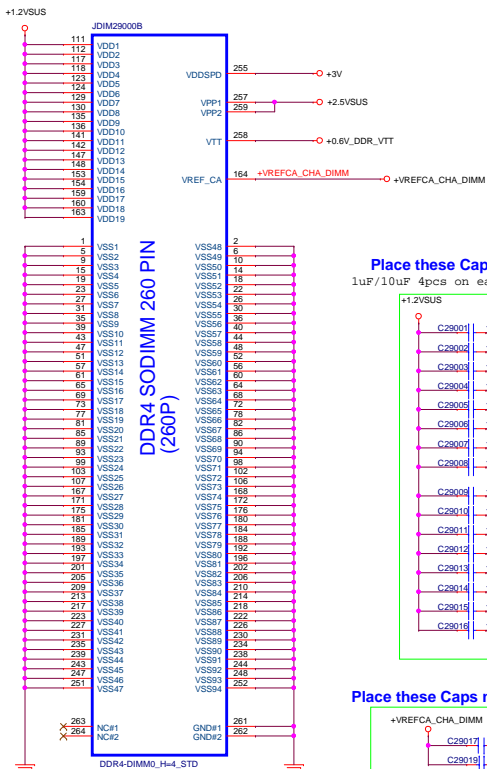 +1.2VSUS
JDIM29000B
111 VDD1
112 VDD2
117 VDD3
118 VDD4
123 VDD5
124 VDD6
129 VDD7
130 VDD8
135 VDD9
136 VDD10
141 VDD11
142 VDD12
147 VDD13
148 VDD14
153 VDD15
154 VDD16
159 VDD17
160 VDD18
163 VDD19
VDDSPD 255 +3V
VPP1 257
VPP2 259
+2.5VSUS
VTT 258 +0.6V_DDR_VTT
VREF_CA 164 +VREFCA_CHA_DIMM +VREFCA_CHA_DIMM
1 VSS1 VSS48 2
5 VSS2 VSS49 6
9 VSS3 VSS50 10
15 VSS4 VSS51 14
19 VSS5 VSS52 18
23 VSS6 VSS53 22
27 VSS7 VSS54 26
31 VSS8 VSS55 30
35 VSS9 VSS56 36
39 VSS10 VSS57 40
43 VSS11 VSS58 44
47 VSS12 VSS59 48
51 VSS13 VSS60 52
57 VSS14 VSS61 56
61 VSS15 VSS62 60
65 VSS16 VSS63 64
69 VSS17 VSS64 68
73 VSS18 VSS65 72
77 VSS19 VSS66 78
81 VSS20 VSS67 82
85 VSS21 VSS68 86
89 VSS22 VSS69 90
93 VSS23 VSS70 94
99 VSS24 VSS71 98
103 VSS25 VSS72 102
107 VSS26 VSS73 106
167 VSS27 VSS74 168
171 VSS28 VSS75 172
175 VSS29 VSS76 176
181 VSS30 VSS77 180
185 VSS31 VSS78 184
189 VSS32 VSS79 188
193 VSS33 VSS80 192
197 VSS34 VSS81 196
201 VSS35 VSS82 202
205 VSS36 VSS83 206
209 VSS37 VSS84 210
213 VSS38 VSS85 214
217 VSS39 VSS86 218
223 VSS40 VSS87 222
227 VSS41 VSS88 226
231 VSS42 VSS89 230
235 VSS43 VSS90 234
239 VSS44 VSS91 238
243 VSS45 VSS92 244
247 VSS46 VSS93 248
251 VSS47 VSS94 252
263 NC#1 GND#1 261
264 NC#2 GND#2 262
DDR4 SODIMM 260 PIN
(260P)
DDR4-DIMM0_H=4_STD
Place these Caps
1uF/10uF 4pcs on ea
+1.2VSUS
C29001
C29002
C29003
C29004
C29005
C29006
C29007
C29008
C29009
C29010
C29011
C29012
C29013
C29014
C29015
C29016
Place these Caps
+VREFCA_CHA_DIMM
C29017
C29019